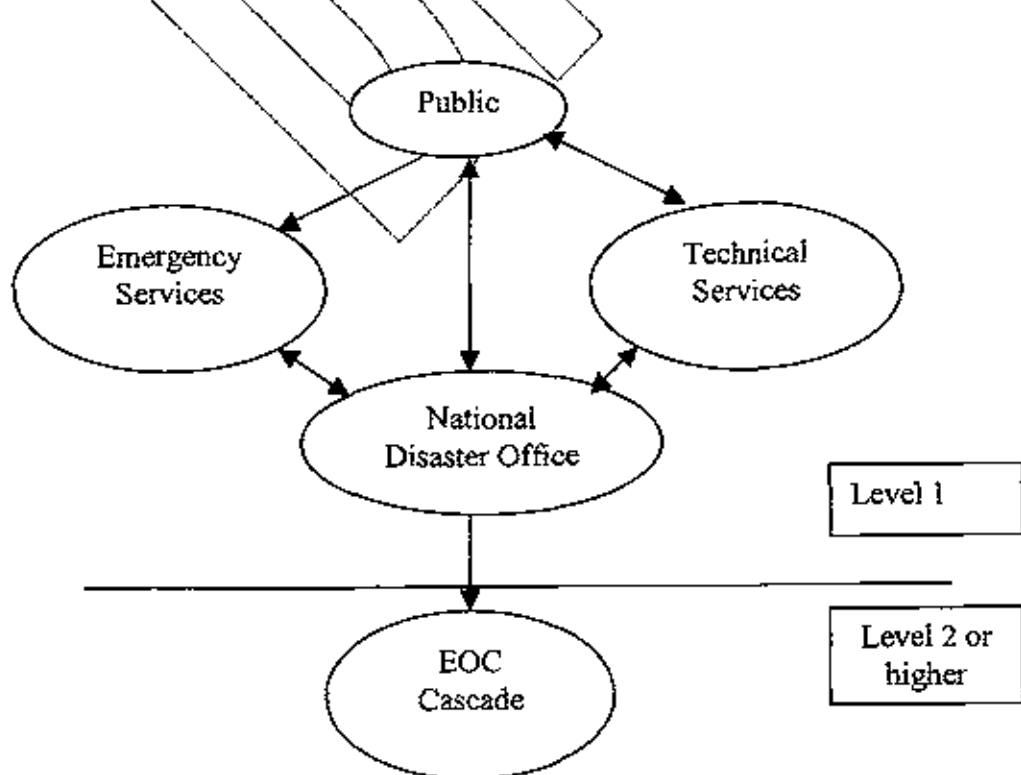 Public
Emergency
Services
Technical
Services
National
Disaster Office
Level 1
EOC
Cascade
Level 2 or
higher